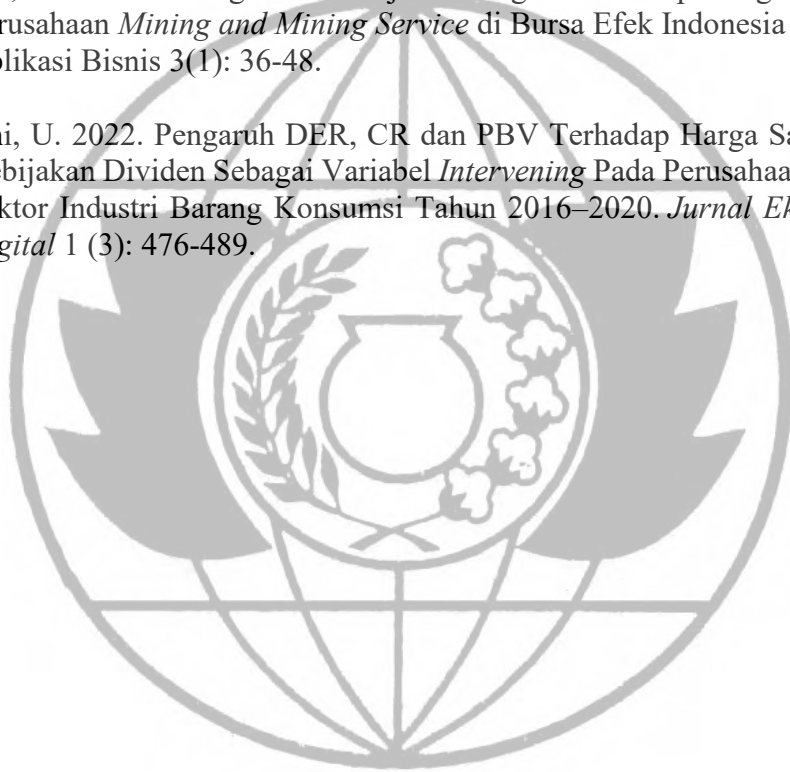 rusahaan Mining and Mining Service di Bursa Efek Indonesia
plikasi Bisnis 3(1): 36-48.
ni, U. 2022. Pengaruh DER, CR dan PBV Terhadap Harga Sa
ebijakan Dividen Sebagai Variabel Intervening Pada Perusahaa
ktor Industri Barang Konsumsi Tahun 2016–2020. Jurnal Ek
gital 1 (3): 476-489.